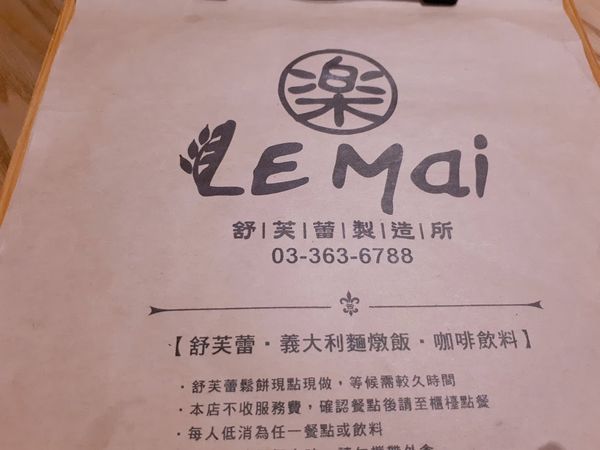 楽
LE Mai
舒|芙|蕾|製|造|所
03-363-6788
【舒芙蕾・義大利麵燉飯・咖啡飲料】
・舒芙蕾鬆餅現點現做，等候需較久時間
・本店不收服務費，確認餐點後請至櫃檯點餐
・每人低消為任一餐點或飲料